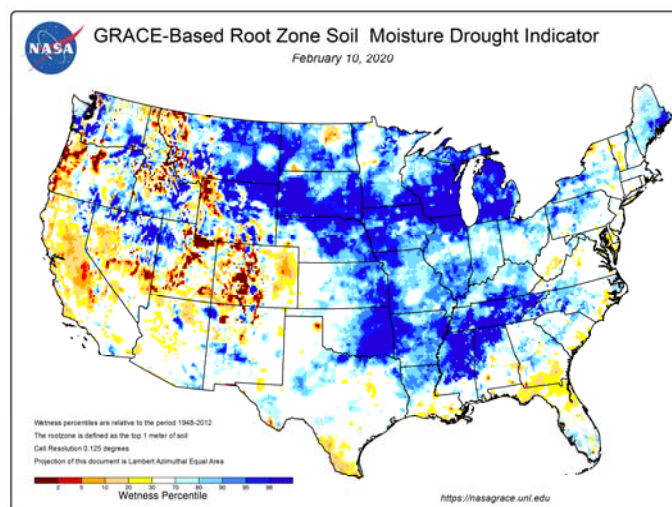 NASA
GRACE-Based Root Zone Soil Moisture Drought Indicator
February 10, 2020
Wetness percentiles are relative to the period 1948-2012
The rootzone is defined as the top 1 meter of soil
Cell Resolution 0.125 degrees
Projection of this document is Lambert Azimuthal Equal Area
2 5 10 20 30 70 80 90 95 98
Wetness Percentile
https://nasagrace.unl.edu